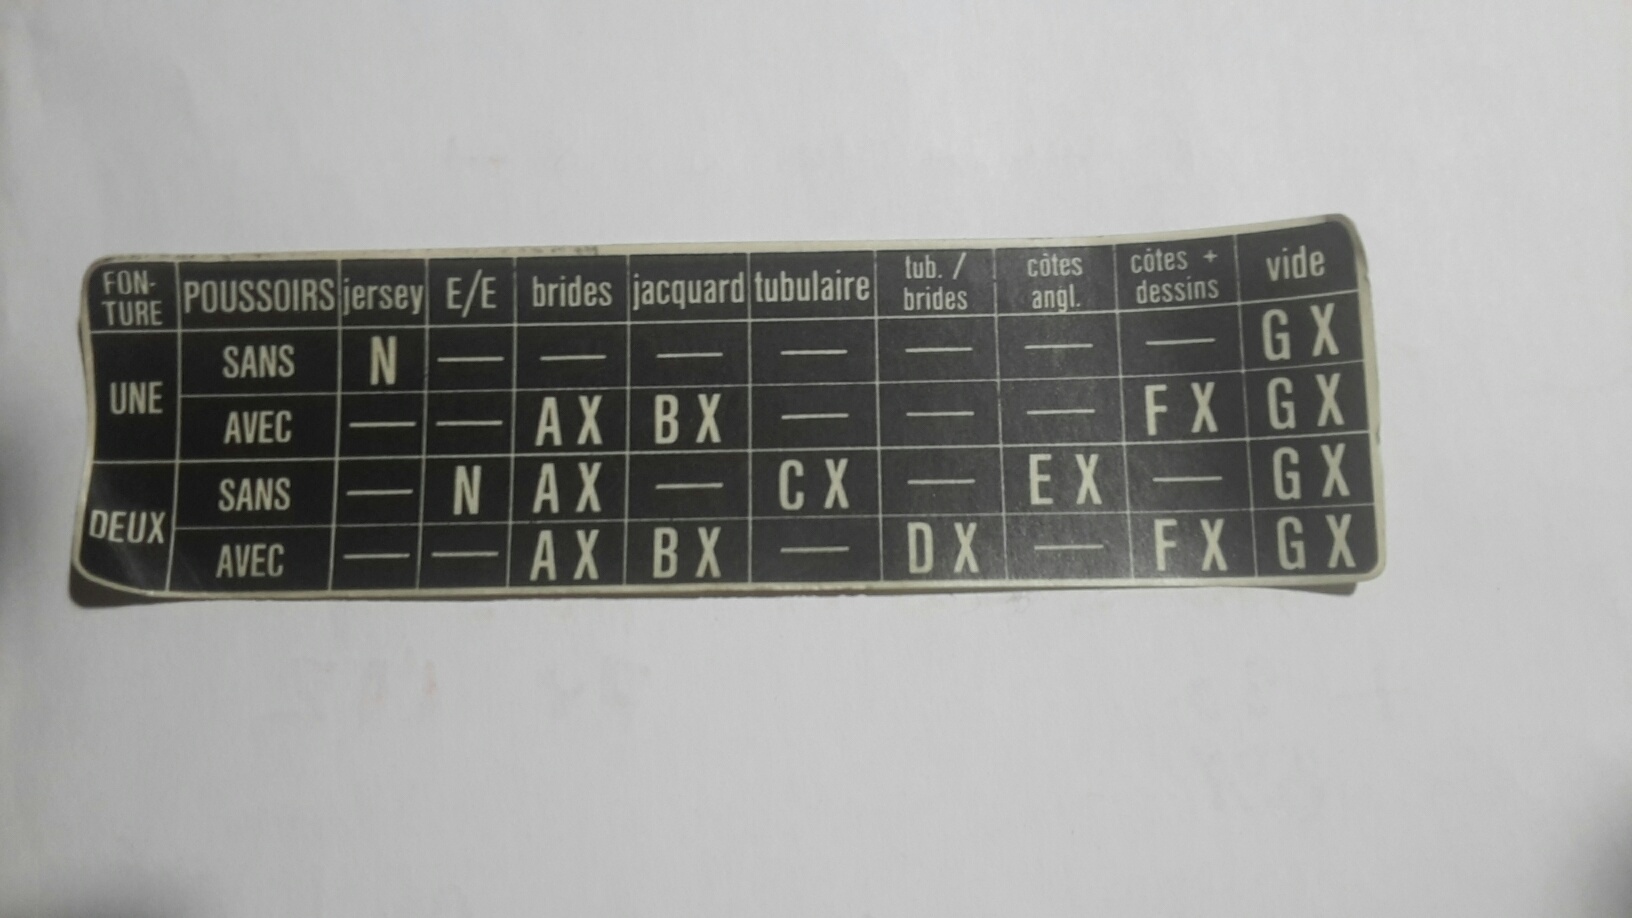 FON-TURE POUSSOIRS jersey E/E brides jacquard tubulaire tub. / brides côtes angl. côtes + dessins vide
UNE SANS N — — — — — — — G X
AVEC — — A X B X — — — F X G X
DEUX SANS — N A X — C X — E X — G X
AVEC — — A X B X — D X — F X G X